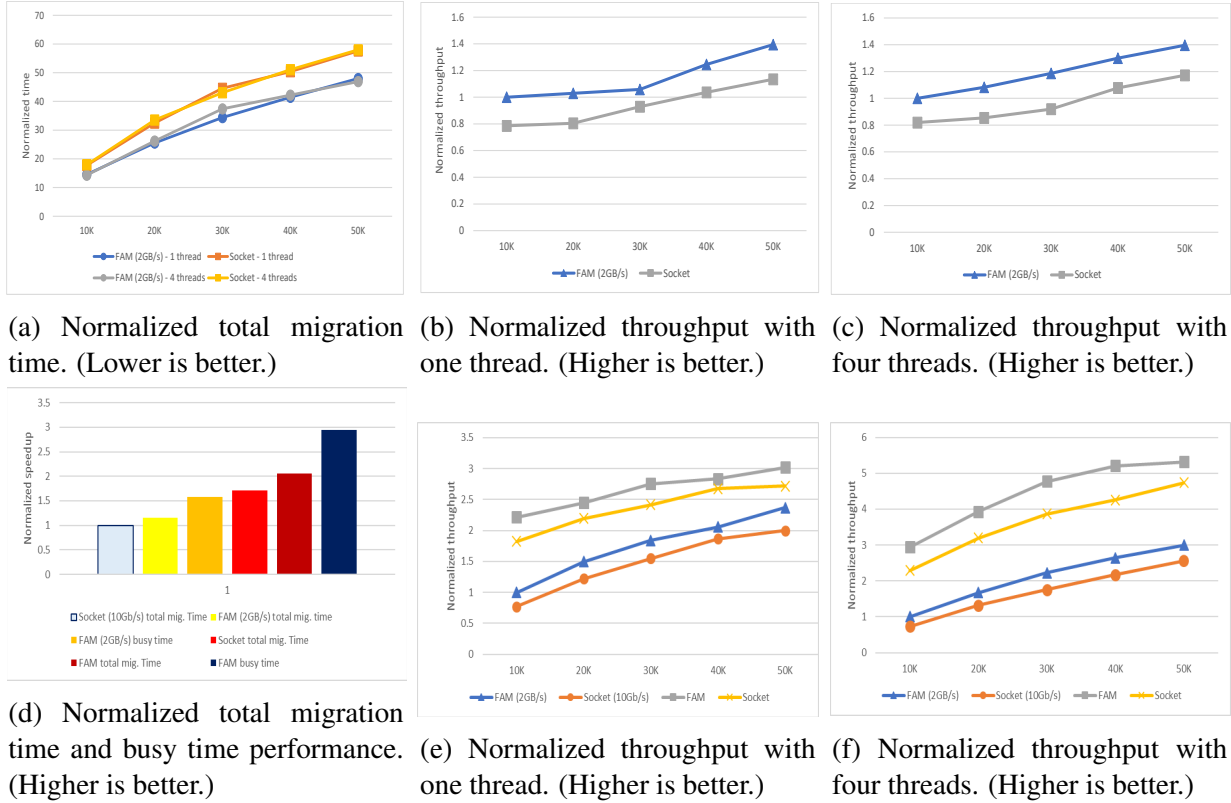 70
60
50
40
30
20
10
0
Normalized time
10K 20K 30K 40K 50K
FAM (2GB/s) - 1 thread Socket - 1 thread
FAM (2GB/s) - 4 threads Socket - 4 threads
(a) Normalized total migration
time. (Lower is better.)
1.6
1.4
1.2
1
0.8
0.6
0.4
0.2
0
Normalized throughput
10K 20K 30K 40K 50K
FAM (2GB/s) Socket
(b) Normalized throughput with
one thread. (Higher is better.)
1.6
1.4
1.2
1
0.8
0.6
0.4
0.2
0
Normalized throughput
10K 20K 30K 40K 50K
FAM (2GB/s) Socket
(c) Normalized throughput with
four threads. (Higher is better.)
3.5
3
2.5
2
1.5
1
0.5
0
Normalized speedup
1
Socket (10Gb/s) total mig. Time FAM (2GB/s) total mig. time
FAM (2GB/s) busy time Socket total mig. Time
FAM total mig. Time FAM busy time
(d) Normalized total migration
time and busy time performance.
(Higher is better.)
3.5
3
2.5
2
1.5
1
0.5
0
Normalized throughput
10K 20K 30K 40K 50K
FAM (2GB/s) Socket (10Gb/s) FAM Socket
(e) Normalized throughput with
one thread. (Higher is better.)
6
5
4
3
2
1
0
Normalized throughput
10K 20K 30K 40K 50K
FAM (2GB/s) Socket (10Gb/s) FAM Socket
(f) Normalized throughput with
four threads. (Higher is better.)